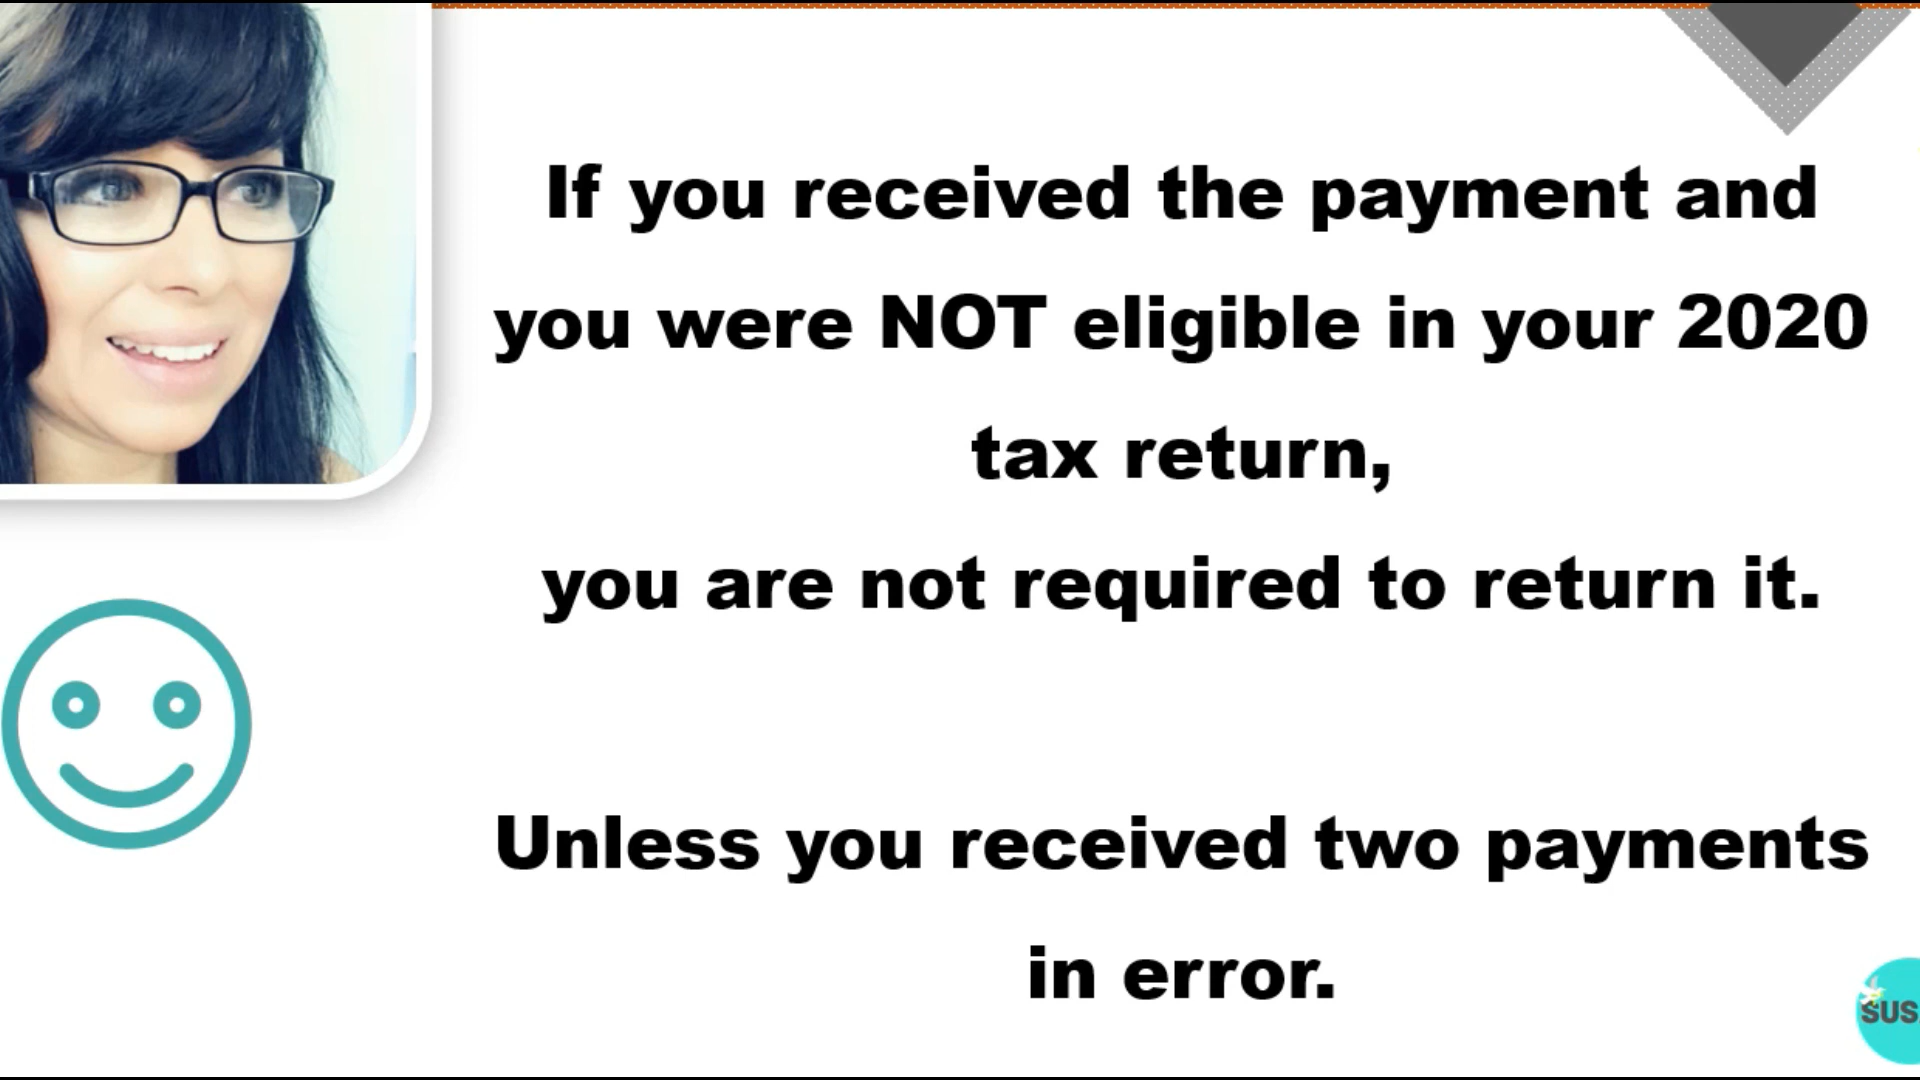 If you received the payment and
you were NOT eligible in your 2020
tax return,
you are not required to return it.
Unless you received two payments
in error.
SUS